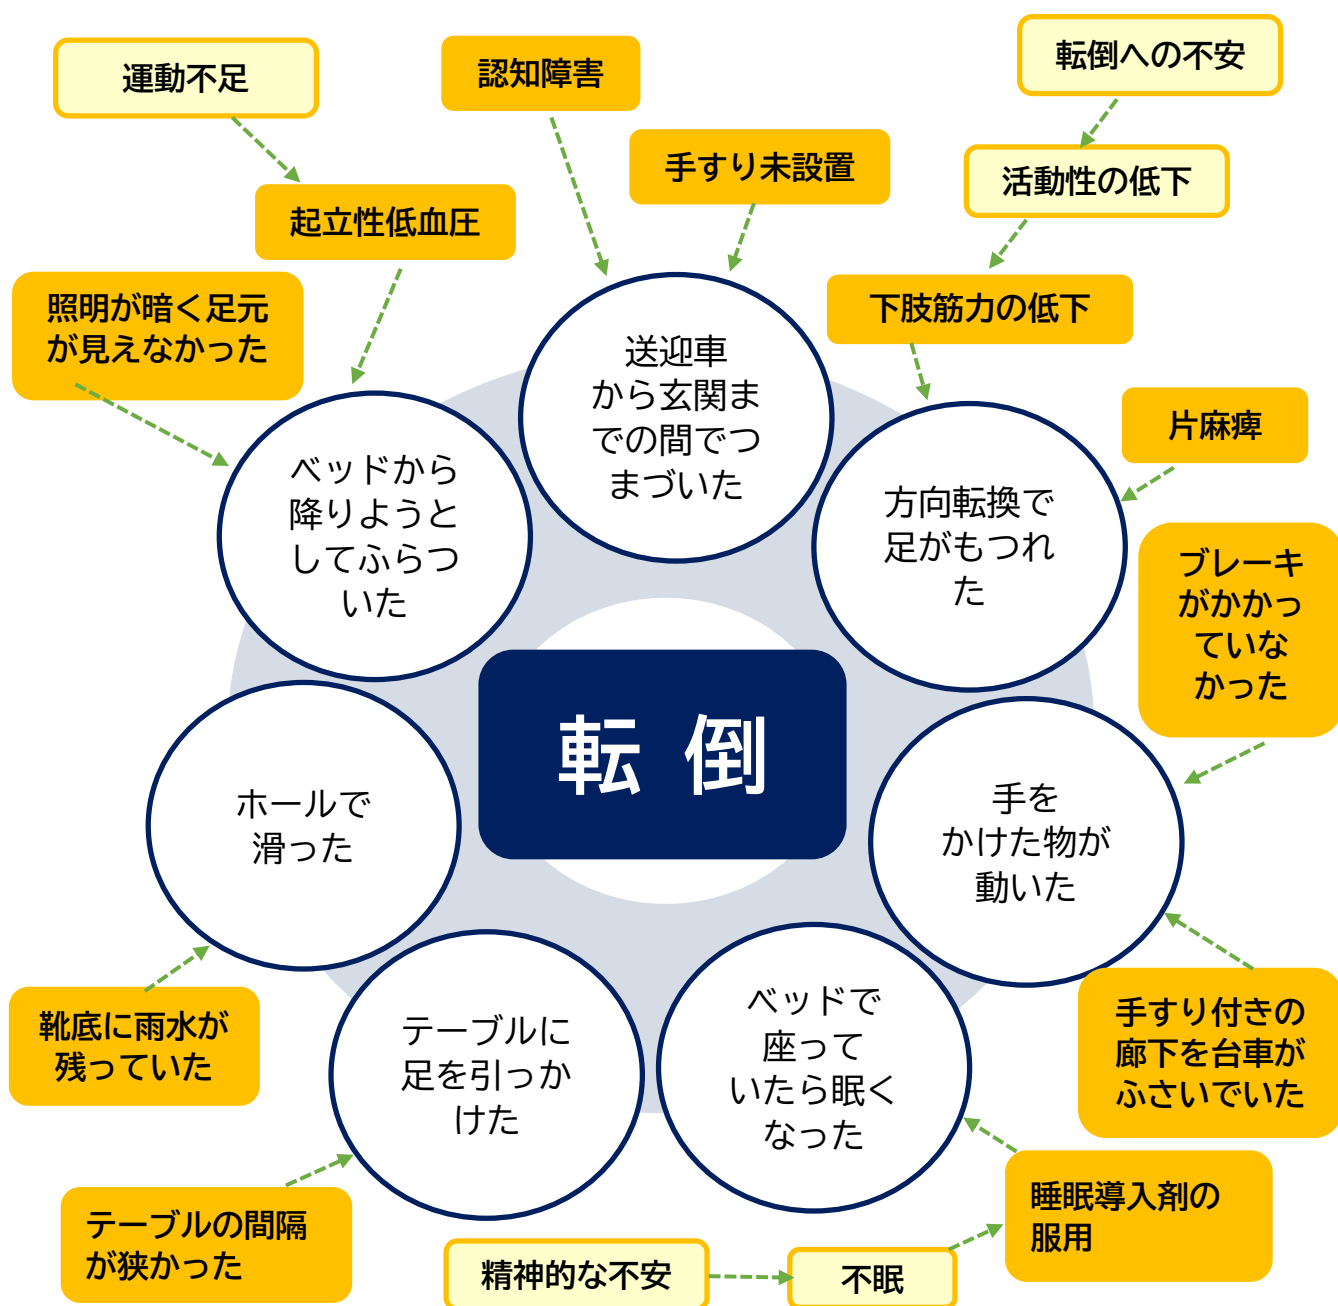 運動不足
認知障害
転倒への不安
手すり未設置
活動性の低下
起立性低血圧
照明が暗く足元
が見えなかった
下肢筋力の低下
送迎車
から玄関ま
での間でつ
まづいた
片麻痺
ベッドから
降りようと
してふらつ
いた
方向転換で
足がもつれ
た
ブレーキ
がかかっ
ていな
かった
転 倒
ホールで
滑った
手を
かけた物が
動いた
靴底に雨水が
残っていた
テーブルに
足を引っか
けた
ベッドで
座って
いたら眠く
なった
手すり付きの
廊下を台車が
ふさいでいた
テーブルの間隔
が狭かった
精神的な不安
不眠
睡眠導入剤の
服用